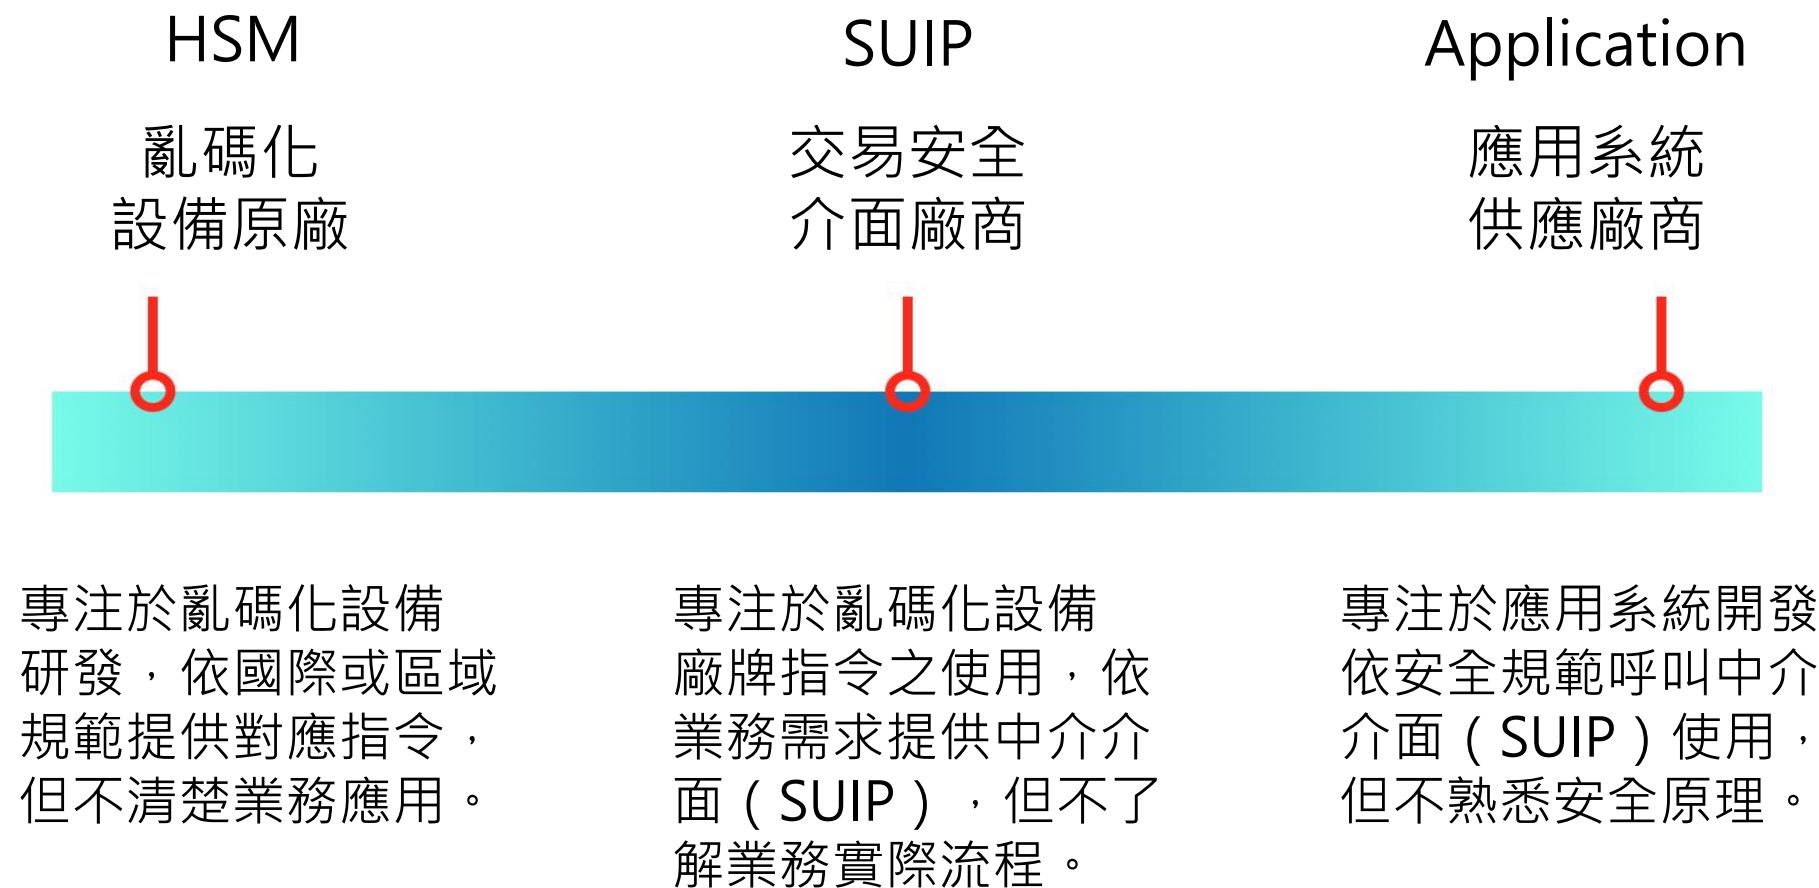 HSM
亂碼化
設備原廠
SUIP
交易安全
介面廠商
Application
應用系統
供應廠商
專注於亂碼化設備
研發，依國際或區域
規範提供對應指令，
但不清楚業務應用。
專注於亂碼化設備
廠牌指令之使用，依
業務需求提供中介介
面（SUIP），但不了
解業務實際流程。
專注於應用系統開發
依安全規範呼叫中介
介面（SUIP）使用，
但不熟悉安全原理。